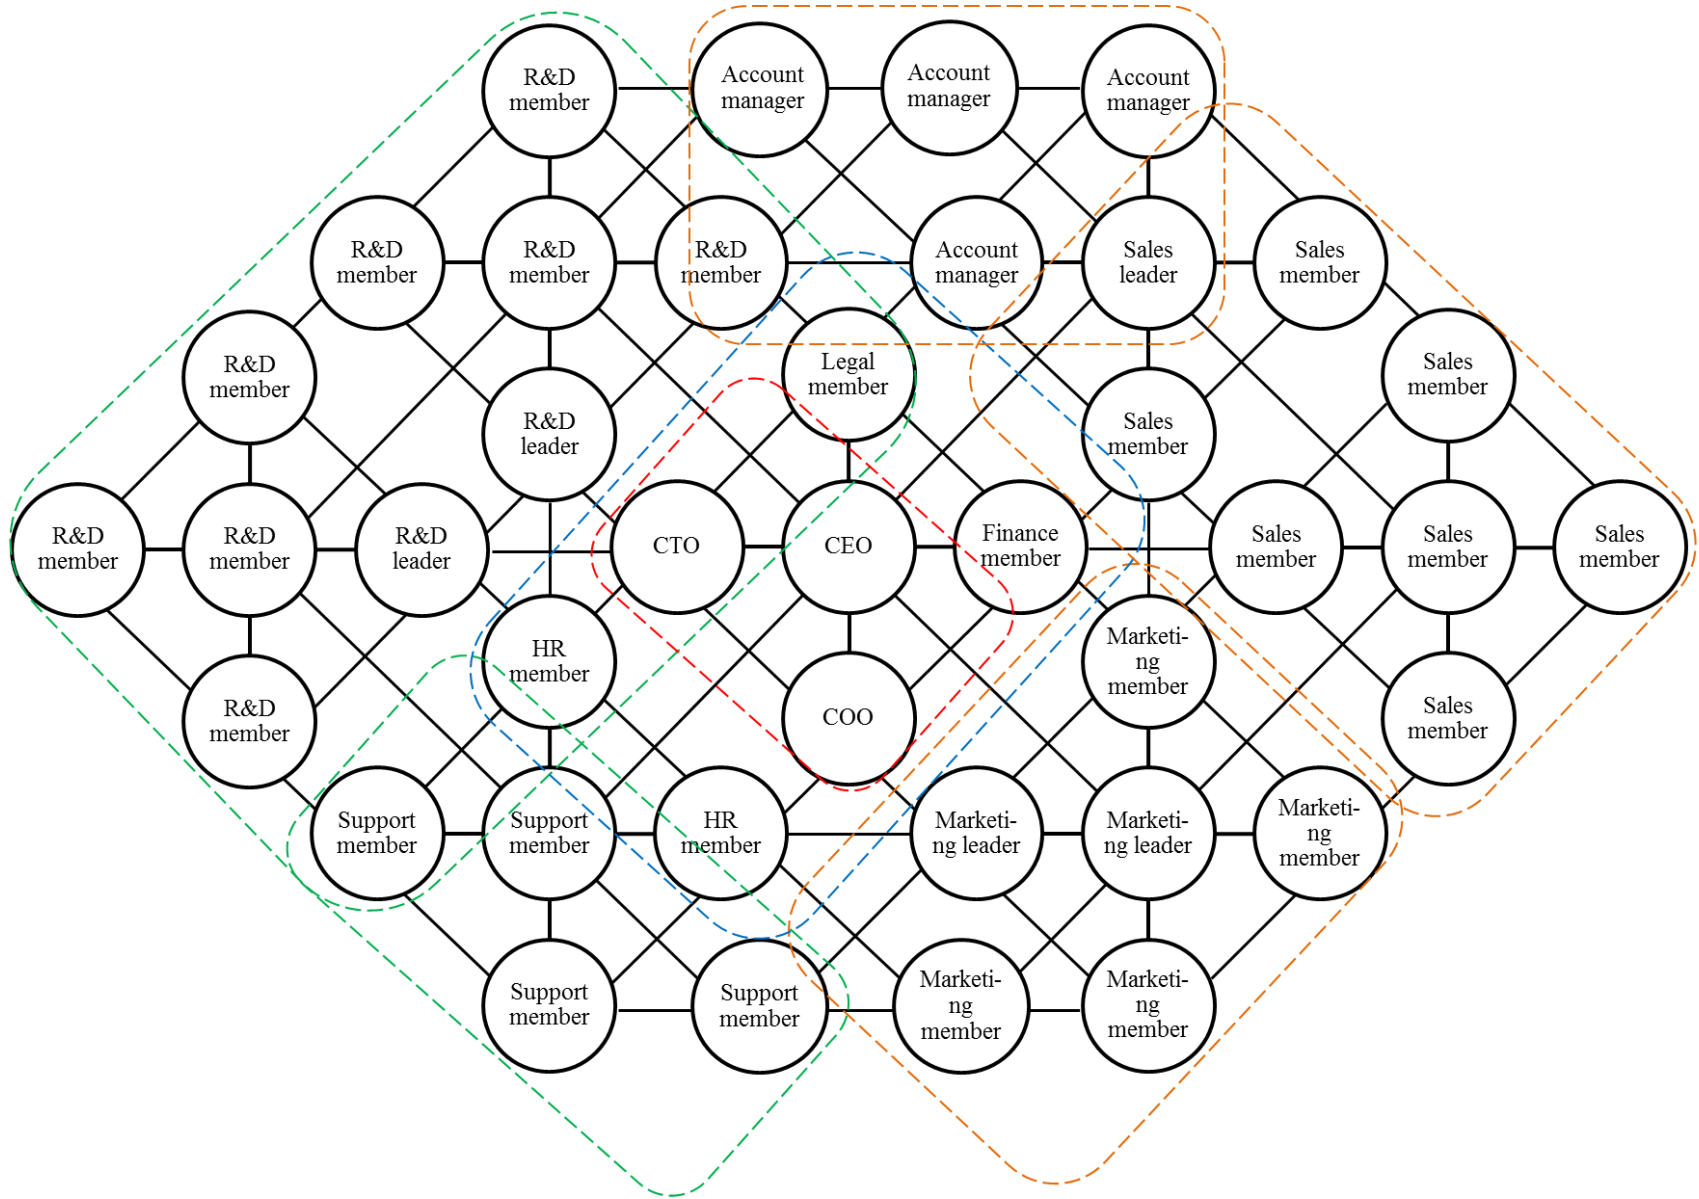 R&D
member
Account
manager
Account
manager
Account
manager
R&D
member
R&D
member
R&D
member
Account
manager
Sales
leader
Sales
member
R&D
member
Legal
member
Sales
member
R&D
leader
Sales
member
R&D
member
R&D
member
R&D
leader
CTO
CEO
Finance
member
Sales
member
Sales
member
Sales
member
HR
member
Marketi-
ng
member
R&D
member
COO
Sales
member
Support
member
Support
member
HR
member
Marketi-
ng leader
Marketi-
ng leader
Marketi-
ng
member
Support
member
Support
member
Marketi-
ng
member
Marketi-
ng
member